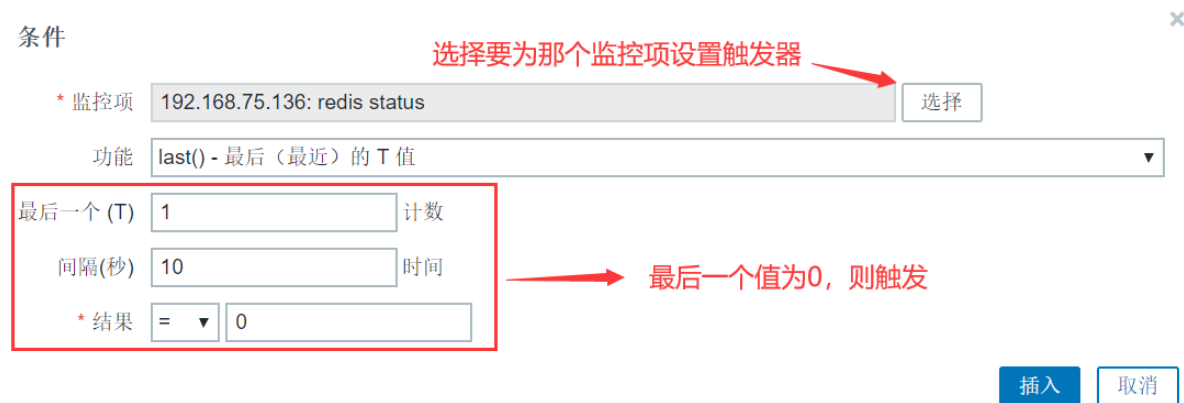 条件
选择要为那个监控项设置触发器
* 监控项 192.168.75.136: redis status 选择
功能 last() - 最后（最近）的 T 值
最后一个 (T) 1 计数
间隔(秒) 10 时间
最后一个值为0，则触发
* 结果 = 0
插入 取消